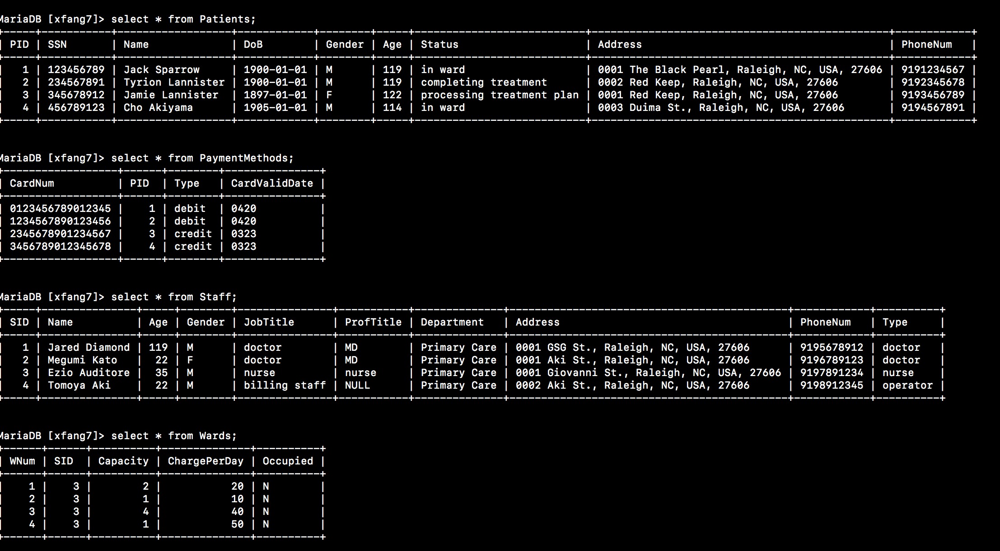 MariaDB [xfang7]> select * from Patients;
+-----+-----------+------------------+------------+--------+-----+---------------------------+-----------------------------------------------+------------+
| PID | SSN       | Name             | DoB        | Gender | Age | Status                    | Address                                       | PhoneNum   |
+-----+-----------+------------------+------------+--------+-----+---------------------------+-----------------------------------------------+------------+
|   1 | 123456789 | Jack Sparrow     | 1900-01-01 | M      | 119 | in ward                   | 0001 The Black Pearl, Raleigh, NC, USA, 27606 | 9191234567 |
|   2 | 234567891 | Tyrion Lannister | 1900-01-01 | M      | 119 | completing treatment      | 0002 Red Keep, Raleigh, NC, USA, 27606        | 9192345678 |
|   3 | 345678912 | Jamie Lannister  | 1897-01-01 | F      | 122 | processing treatment plan | 0001 Red Keep, Raleigh, NC, USA, 27606        | 9193456789 |
|   4 | 456789123 | Cho Akiyama      | 1905-01-01 | M      | 114 | in ward                   | 0003 Duima St., Raleigh, NC, USA, 27606       | 9194567891 |
+-----+-----------+------------------+------------+--------+-----+---------------------------+-----------------------------------------------+------------+
MariaDB [xfang7]> select * from PaymentMethods;
+------------------+------+--------+---------------+
| CardNum          | PID  | Type   | CardValidDate |
+------------------+------+--------+---------------+
| 0123456789012345 |    1 | debit  | 0420          |
| 1234567890123456 |    2 | debit  | 0420          |
| 2345678901234567 |    3 | credit | 0323          |
| 3456789012345678 |    4 | credit | 0323          |
+------------------+------+--------+---------------+
MariaDB [xfang7]> select * from Staff;
+-----+---------------+-----+--------+---------------+-----------+--------------+--------------------------------------------+------------+----------+
| SID | Name          | Age | Gender | JobTitle      | ProfTitle | Department   | Address                                    | PhoneNum   | Type     |
+-----+---------------+-----+--------+---------------+-----------+--------------+--------------------------------------------+------------+----------+
|   1 | Jared Diamond | 119 | M      | doctor        | MD        | Primary Care | 0001 GSG St., Raleigh, NC, USA, 27606      | 9195678912 | doctor   |
|   2 | Megumi Kato   |  22 | F      | doctor        | MD        | Primary Care | 0001 Aki St., Raleigh, NC, USA, 27606      | 9196789123 | doctor   |
|   3 | Ezio Auditore |  35 | M      | nurse         | nurse     | Primary Care | 0001 Giovanni St., Raleigh, NC, USA, 27606 | 9197891234 | nurse    |
|   4 | Tomoya Aki    |  22 | M      | billing staff | NULL      | Primary Care | 0002 Aki St., Raleigh, NC, USA, 27606      | 9198912345 | operator |
+-----+---------------+-----+--------+---------------+-----------+--------------+--------------------------------------------+------------+----------+
MariaDB [xfang7]> select * from Wards;
+------+------+----------+--------------+----------+
| WNum | SID  | Capacity | ChargePerDay | Occupied |
+------+------+----------+--------------+----------+
|    1 |    3 |        2 |           20 | N        |
|    2 |    3 |        1 |           10 | N        |
|    3 |    3 |        4 |           40 | N        |
|    4 |    3 |        1 |           50 | N        |
+------+------+----------+--------------+----------+